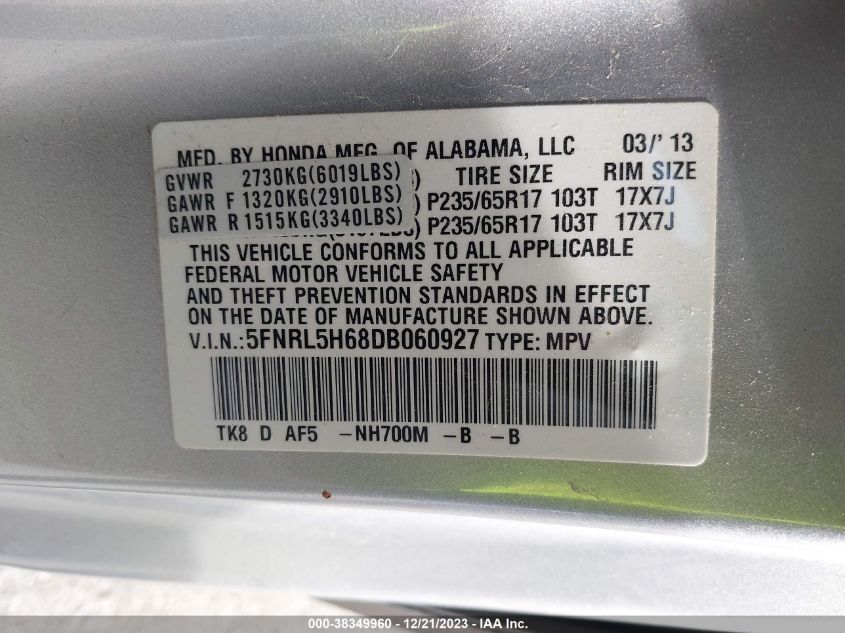 MFD. BY HONDA MFG. OF ALABAMA, LLC 03/'13
GVWR 2730KG(6019LBS) ) TIRE SIZE RIM SIZE
GAWR F 1320KG(2910LBS) ) P235/65R17 103T 17X7J
GAWR R 1515KG(3340LBS) P235/65R17 103T 17X7J
THIS VEHICLE CONFORMS TO ALL APPLICABLE
FEDERAL MOTOR VEHICLE SAFETY
AND THEFT PREVENTION STANDARDS IN EFFECT
ON THE DATE OF MANUFACTURE SHOWN ABOVE.
V.I.N.:5FNRL5H68DB060927 TYPE: MPV
TK8 D AF5 -NH700M -B -B
000-38349960 - 12/21/2023 - IAA Inc.